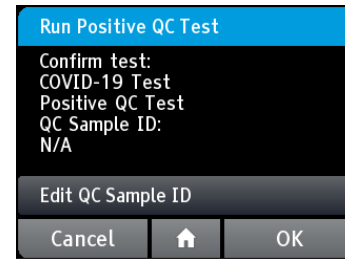 Run Positive QC Test
Confirm test:
COVID-19 Test
Positive QC Test
QC Sample ID:
N/A
Edit QC Sample ID
Cancel
OK